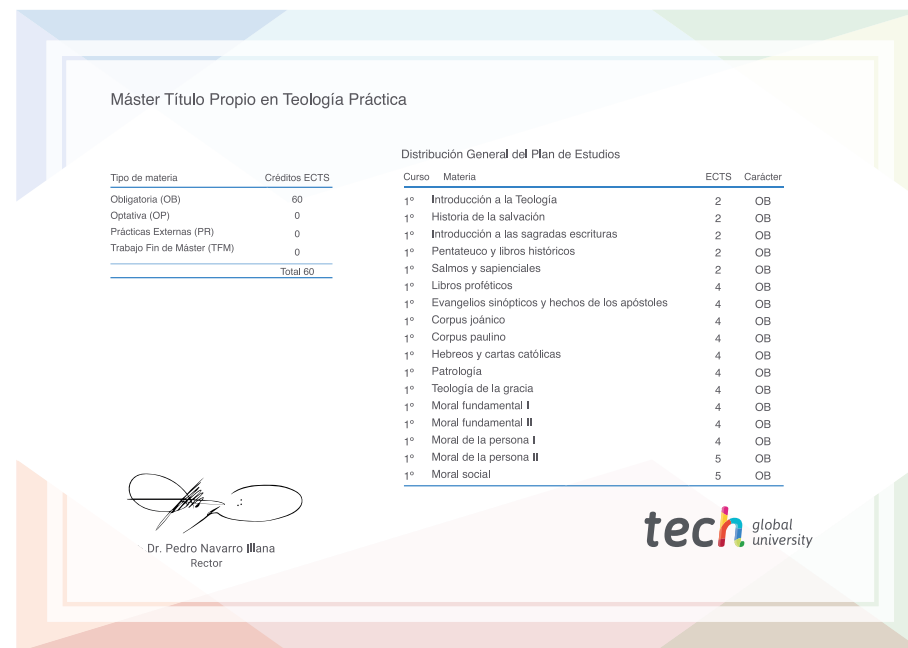 Máster Título Propio en Teología Práctica
Tipo de materia Créditos ECTS
Obligatoria (OB) 60
Optativa (OP) 0
Prácticas Externas (PR) 0
Trabajo Fin de Máster (TFM) 0
Total 60
Distribución General del Plan de Estudios
Curso Materia ECTS Carácter
1º Introducción a la Teología 2 OB
1º Historia de la salvación 2 OB
1º Introducción a las sagradas escrituras 2 OB
1º Pentateuco y libros históricos 2 OB
1º Salmos y sapienciales 2 OB
1º Libros proféticos 4 OB
1º Evangelios sinópticos y hechos de los apóstoles 4 OB
1º Corpus joánico 4 OB
1º Corpus paulino 4 OB
1º Hebreos y cartas católicas 4 OB
1º Patrología 4 OB
1º Teología de la gracia 4 OB
1º Moral fundamental I 4 OB
1º Moral fundamental II 4 OB
1º Moral de la persona I 4 OB
1º Moral de la persona II 5 OB
1º Moral social 5 OB
Dr. Pedro Navarro Illana
Rector
tech global
university